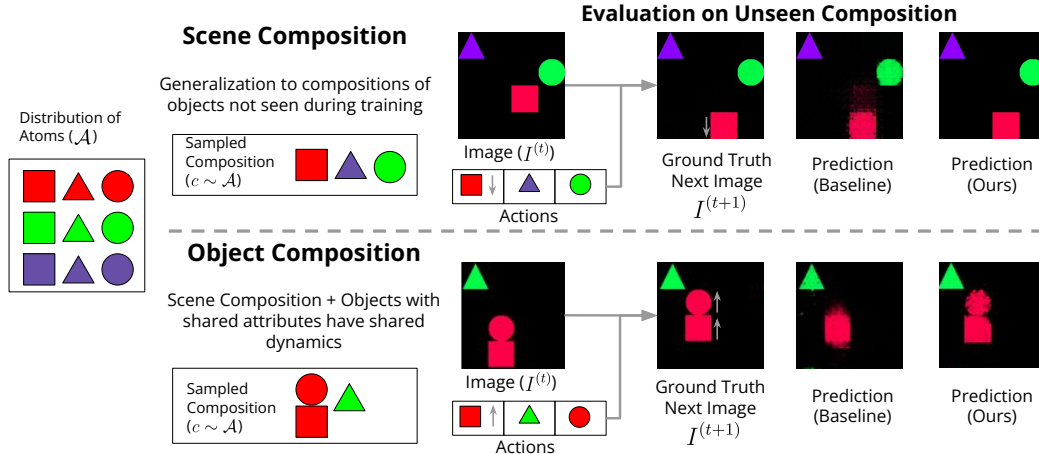 Evaluation on Unseen Composition
Scene Composition
Generalization to compositions of
objects not seen during training
Distribution of
Atoms (𝒜)
Sampled
Composition
(c ∼ 𝒜)
Image (I^{(t)})
Actions
Ground Truth
Next Image
I^{(t+1)}
Prediction
(Baseline)
Prediction
(Ours)
Object Composition
Scene Composition + Objects with
shared attributes have shared
dynamics
Sampled
Composition
(c ∼ 𝒜)
Image (I^{(t)})
Actions
Ground Truth
Next Image
I^{(t+1)}
Prediction
(Baseline)
Prediction
(Ours)